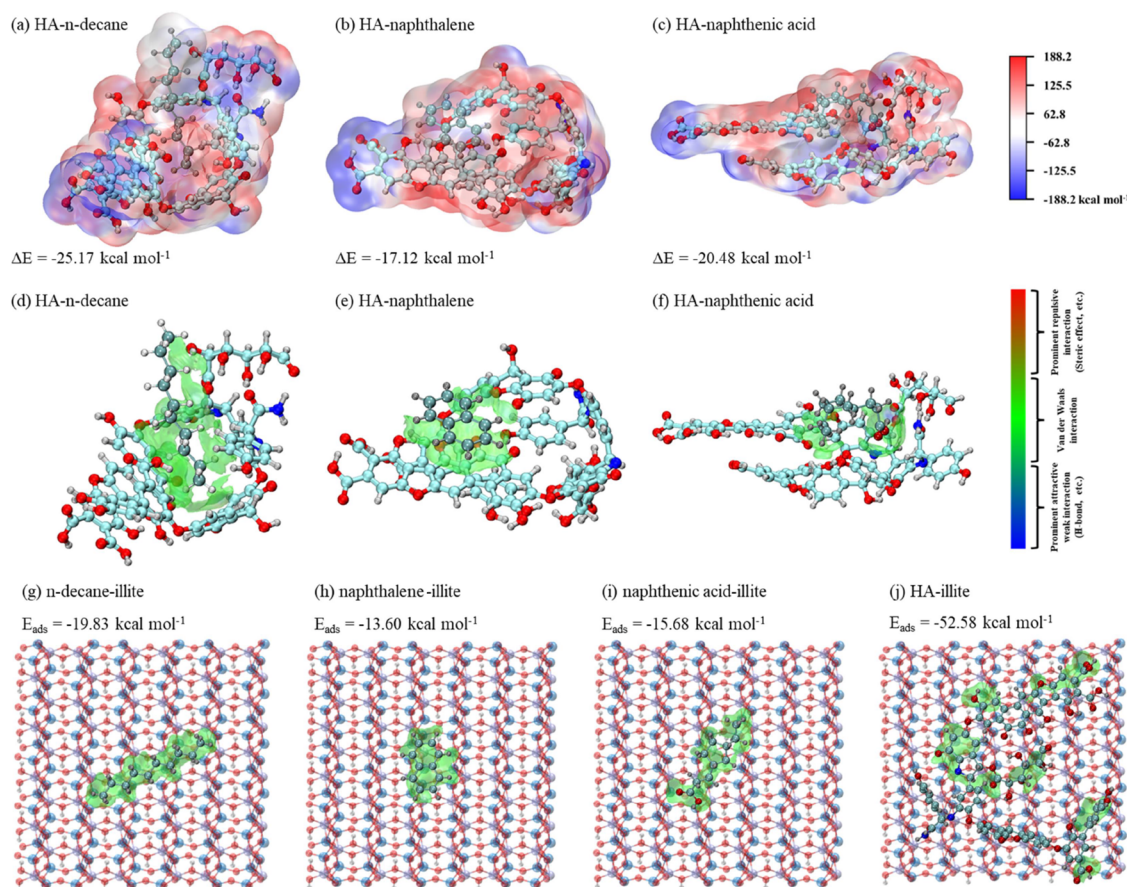 (a) HA-n-decane
(b) HA-naphthalene
(c) HA-naphthenic acid
188.2
125.5
62.8
-62.8
-125.5
-188.2 kcal mol⁻¹
ΔE = -25.17 kcal mol⁻¹
ΔE = -17.12 kcal mol⁻¹
ΔE = -20.48 kcal mol⁻¹
(d) HA-n-decane
(e) HA-naphthalene
(f) HA-naphthenic acid
Prominent repulsive
interaction
(Steric effect, etc.)
Van der Waals
interaction
Prominent attractive
weak interaction
(H-bond, etc.)
(g) n-decane-illite
(h) naphthalene-illite
(i) naphthenic acid-illite
(j) HA-illite
Eads = -19.83 kcal mol⁻¹
Eads = -13.60 kcal mol⁻¹
Eads = -15.68 kcal mol⁻¹
Eads = -52.58 kcal mol⁻¹